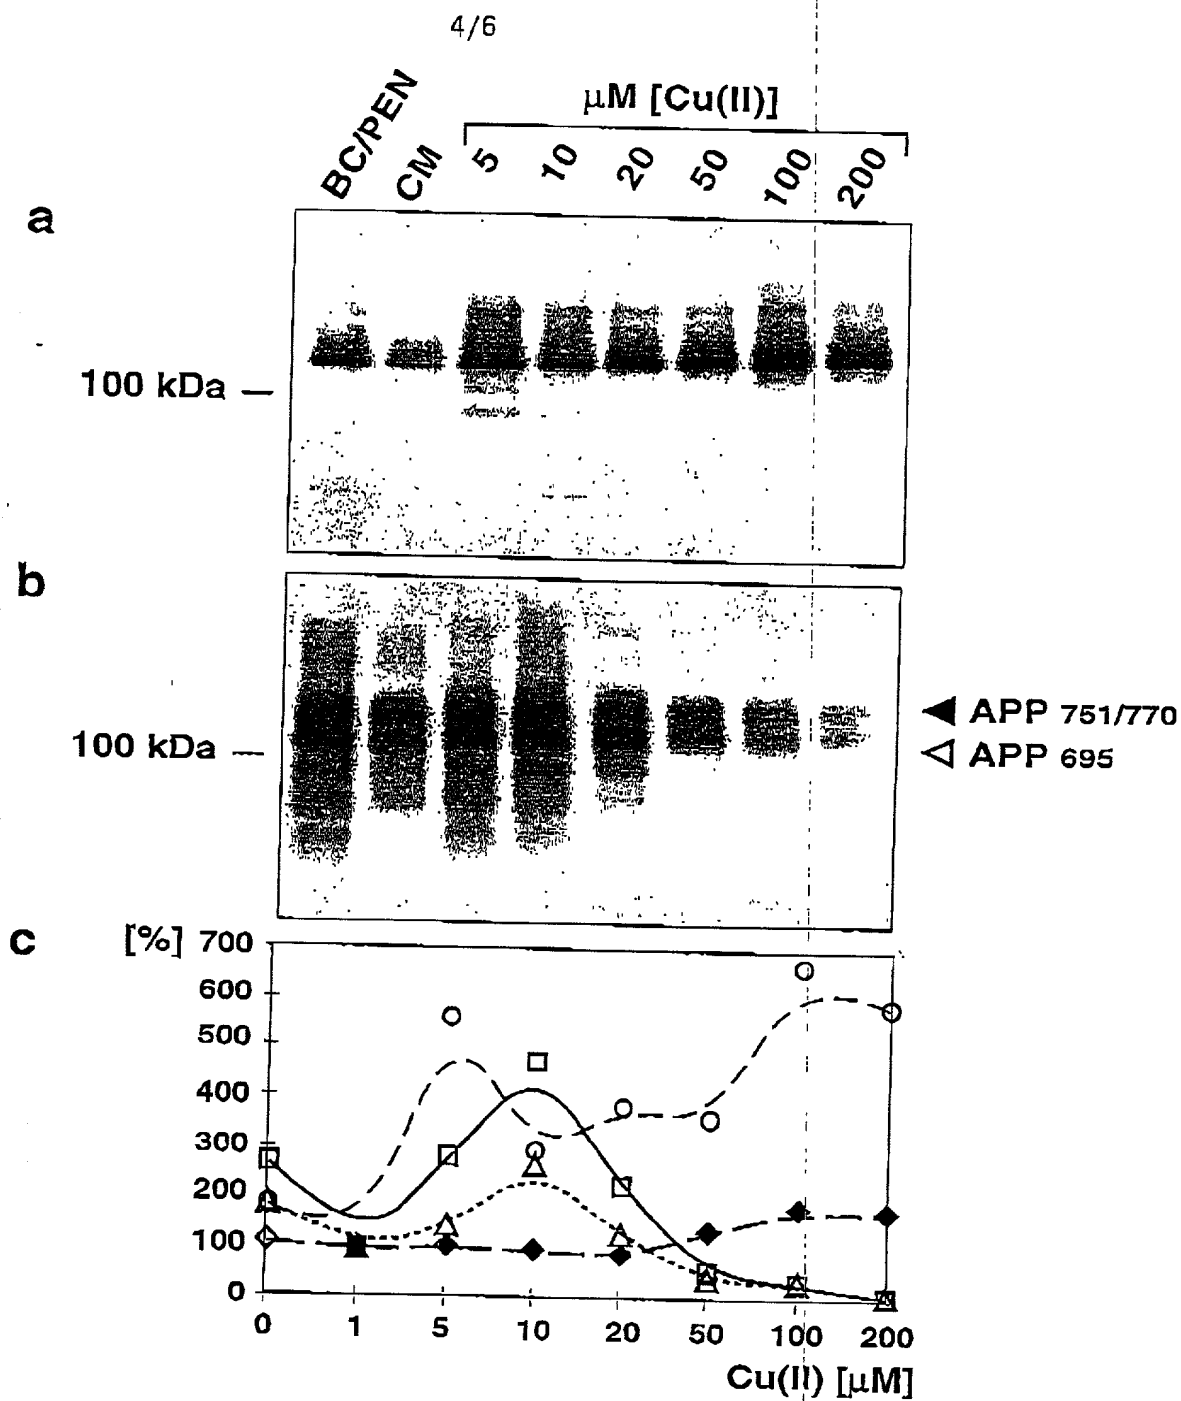 4/6
μM [Cu(II)]
BC/PEN CM 5 10 20 50 100 200
a
100 kDa
b
APP 751/770
100 kDa
APP 695
c
[%] 700
600
500
400
300
200
100
0
0 1 5 10 20 50 100 200
Cu(II) [μM]